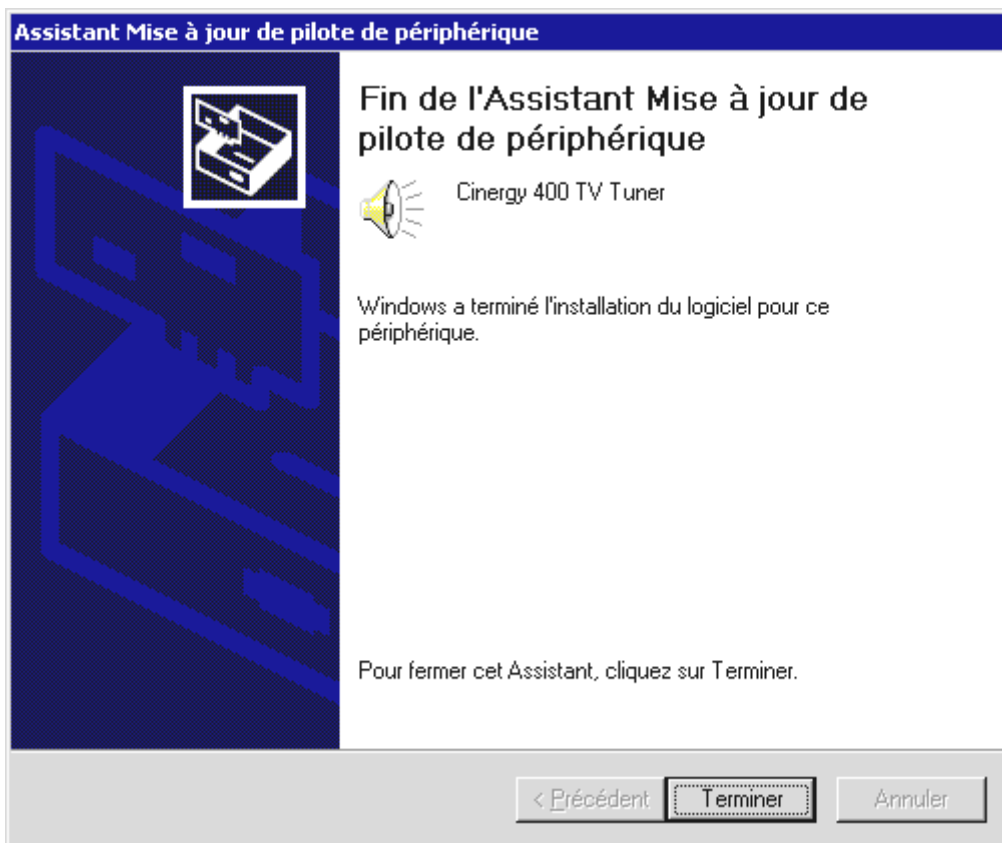 Assistant Mise à jour de pilote de périphérique
Fin de l'Assistant Mise à jour de
pilote de périphérique
Cinergy 400 TV Tuner
Windows a terminé l'installation du logiciel pour ce
périphérique.
Pour fermer cet Assistant, cliquez sur Terminer.
< Précédent
Terminer
Annuler